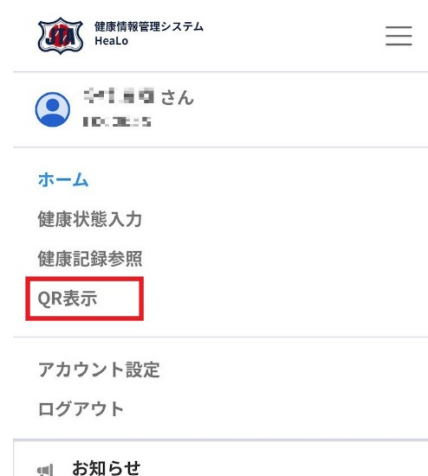 健康情報管理システム
HeaLo
さん
ホーム
健康状態入力
健康記録参照
QR表示
アカウント設定
ログアウト
お知らせ